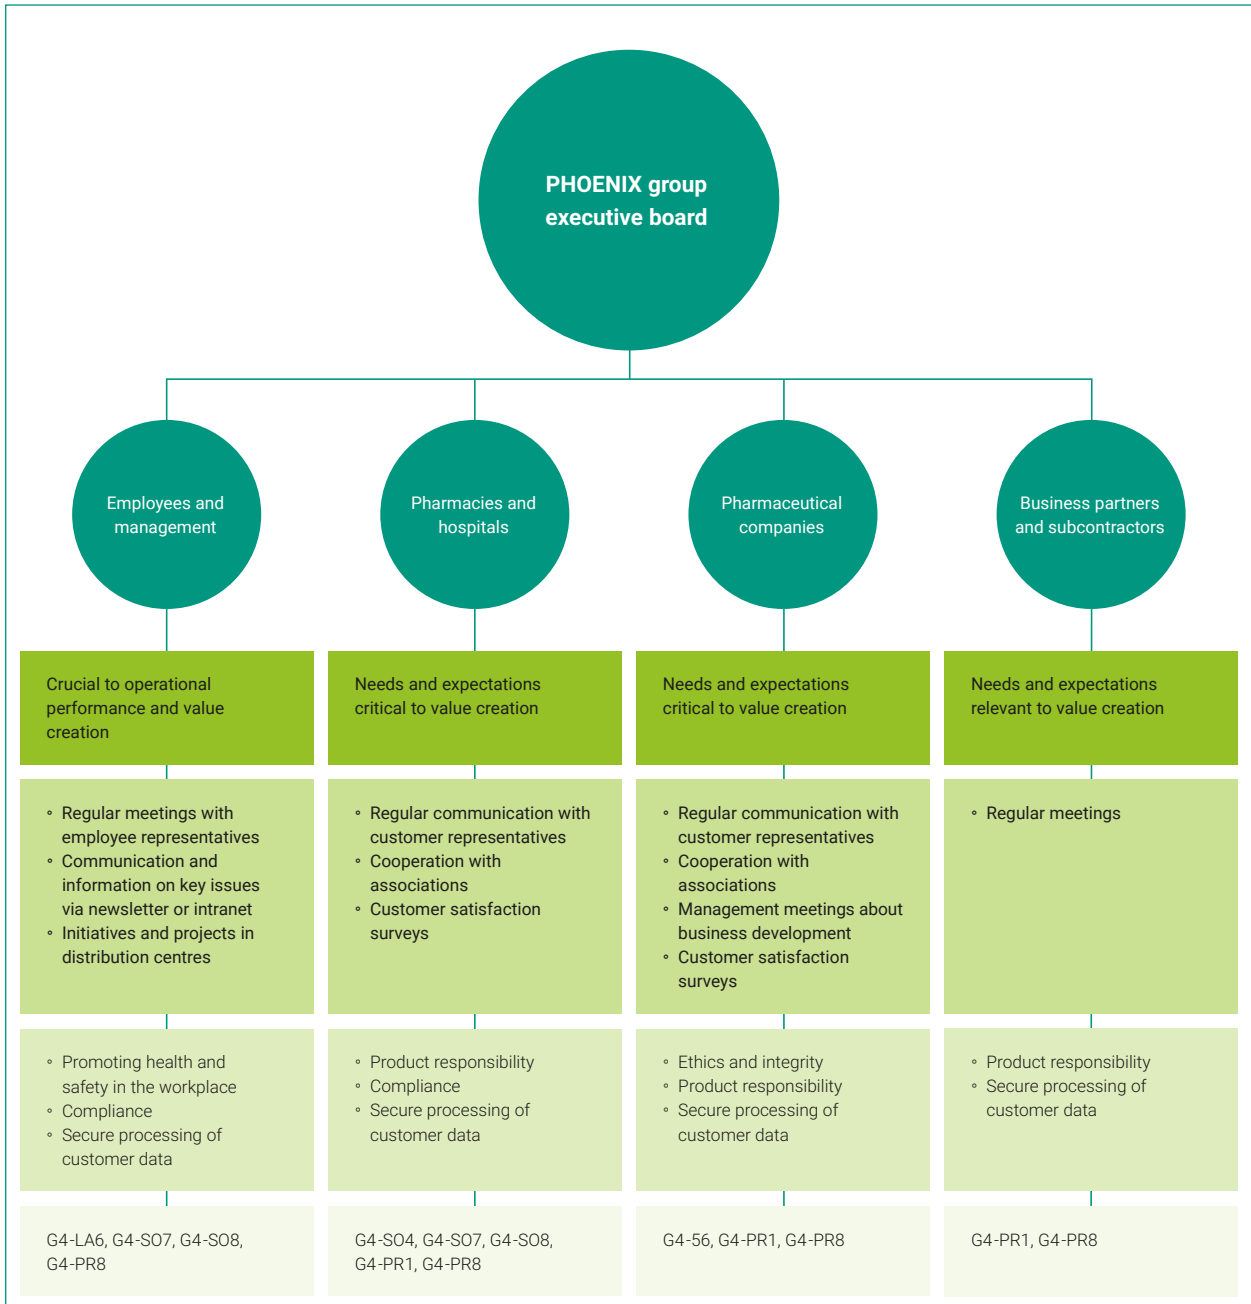 PHOENIX group
executive board
Employees and
management
Pharmacies and
hospitals
Pharmaceutical
companies
Business partners
and subcontractors
Crucial to operational
performance and value
creation
Needs and expectations
critical to value creation
Needs and expectations
critical to value creation
Needs and expectations
relevant to value creation
° Regular meetings with
employee representatives
° Communication and
information on key issues
via newsletter or intranet
° Initiatives and projects in
distribution centres
° Regular communication with
customer representatives
° Cooperation with
associations
° Customer satisfaction
surveys
° Regular communication with
customer representatives
° Cooperation with
associations
° Management meetings about
business development
° Customer satisfaction
surveys
° Regular meetings
° Promoting health and
safety in the workplace
° Compliance
° Secure processing of
customer data
° Product responsibility
° Compliance
° Secure processing of
customer data
° Ethics and integrity
° Product responsibility
° Secure processing of
customer data
° Product responsibility
° Secure processing of
customer data
G4-LA6, G4-SO7, G4-SO8,
G4-PR8
G4-SO4, G4-SO7, G4-SO8,
G4-PR1, G4-PR8
G4-56, G4-PR1, G4-PR8
G4-PR1, G4-PR8